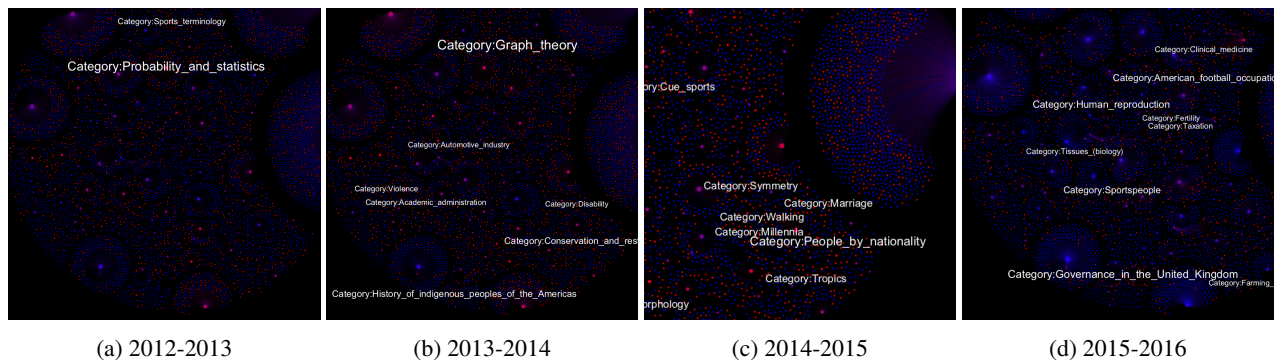 Category:Sports_terminology
Category:Probability_and_statistics
(a) 2012-2013
Category:Graph_theory
Category:Automotive_industry
Category:Violence
Category:Academic_administration
Category:Disability
Category:Conservation_and_res
Category:History_of_indigenous_peoples_of_the_Americas
(b) 2013-2014
ory:Cue_sports
Category:Symmetry
Category:Marriage
Category:Walking
Category:Millennia
Category:People_by_nationality
Category:Tropics
orphology
(c) 2014-2015
Category:Clinical_medicine
Category:American_football_occupatio
Category:Human_reproduction
Category:Fertility
Category:Taxation
Category:Tissues_(biology)
Category:Sportspeople
Category:Governance_in_the_United_Kingdom
Category:Farming_
(d) 2015-2016